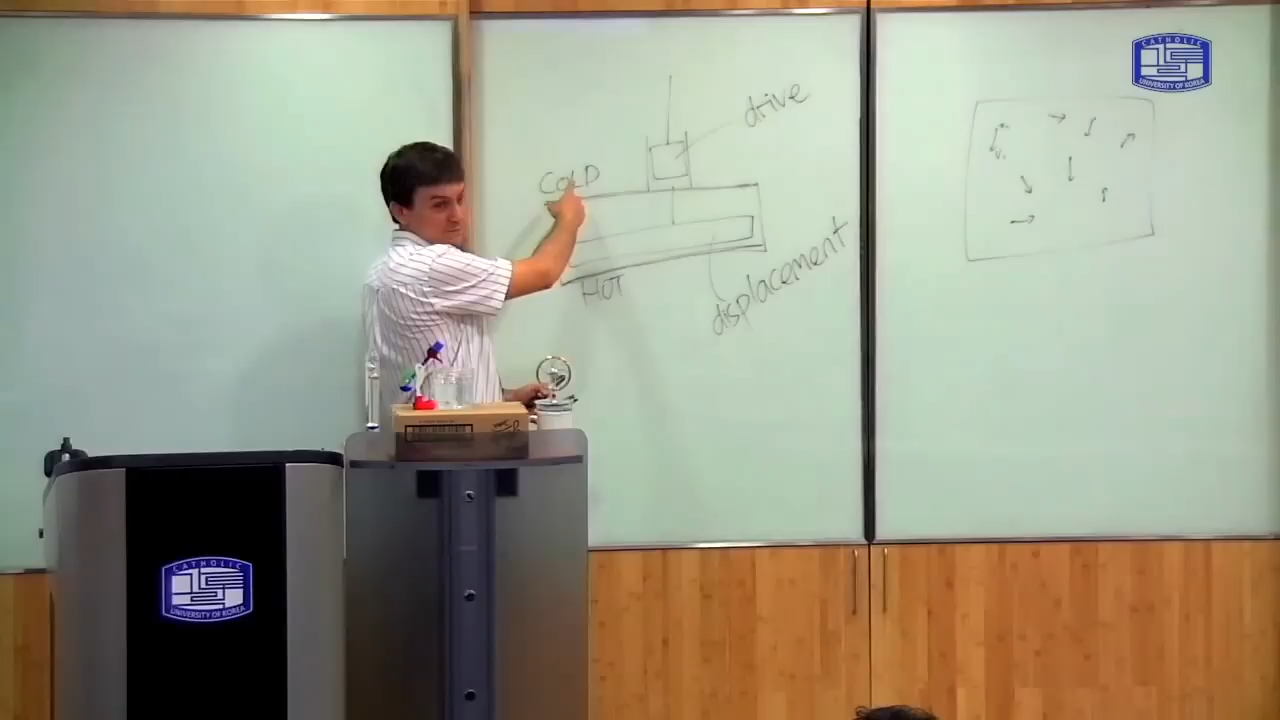 CATHOLIC
UNIVERSITY OF KOREA
drive
COLD
displacement
HOT
CATHOLIC
UNIVERSITY OF KOREA